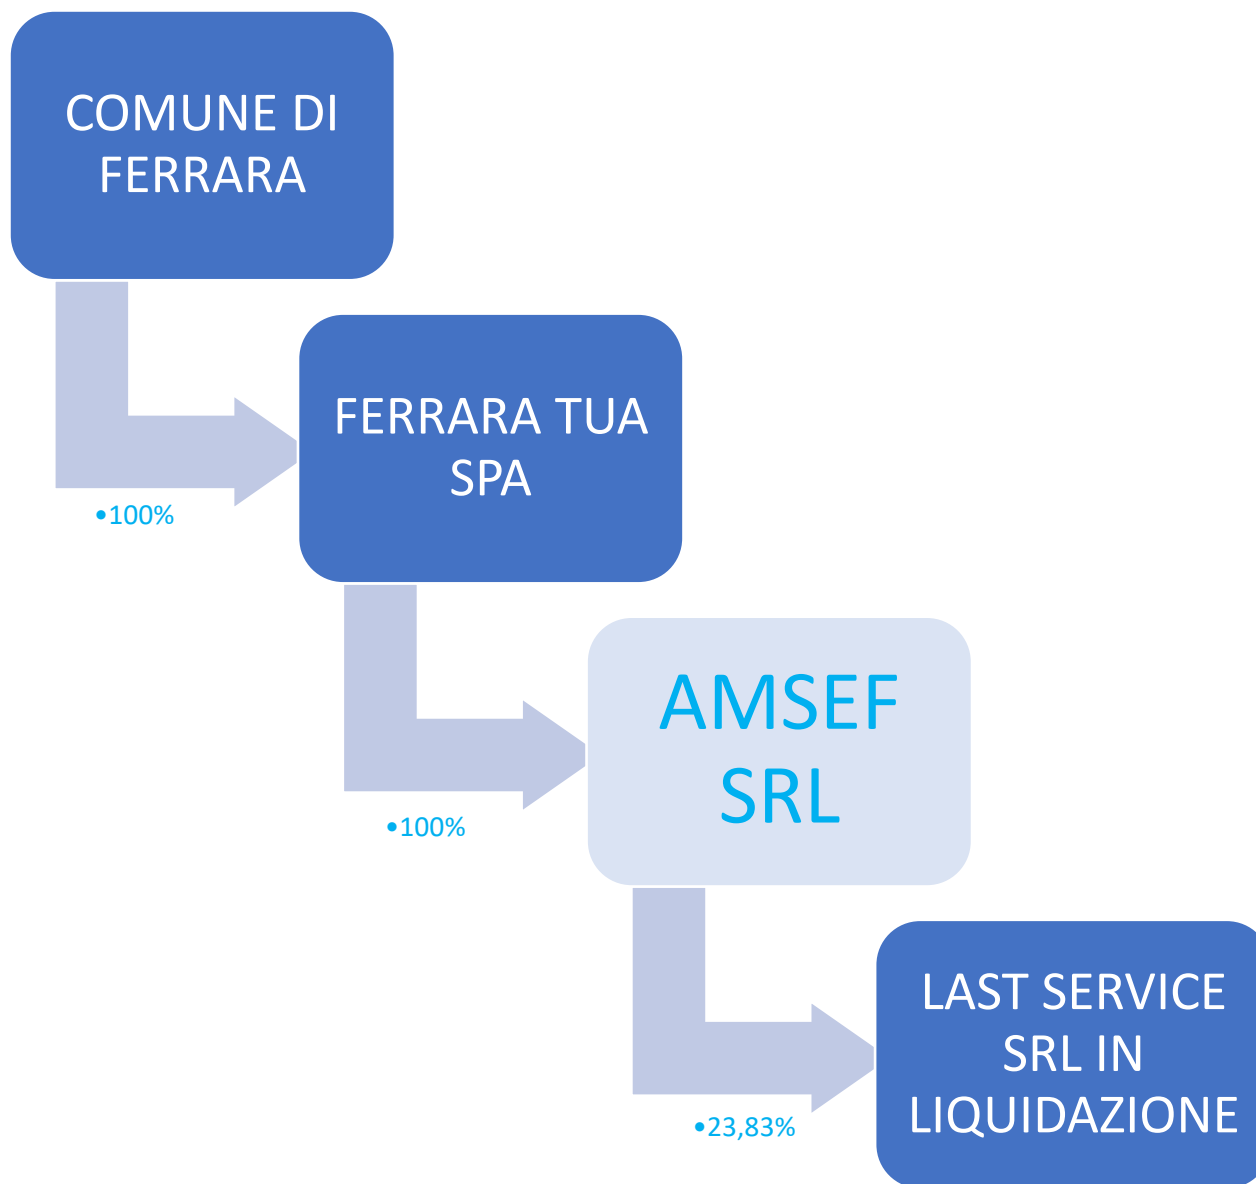 COMUNE DI
FERRARA
•100%
FERRARA TUA
SPA
•100%
AMSEF
SRL
•23,83%
LAST SERVICE
SRL IN
LIQUIDAZIONE